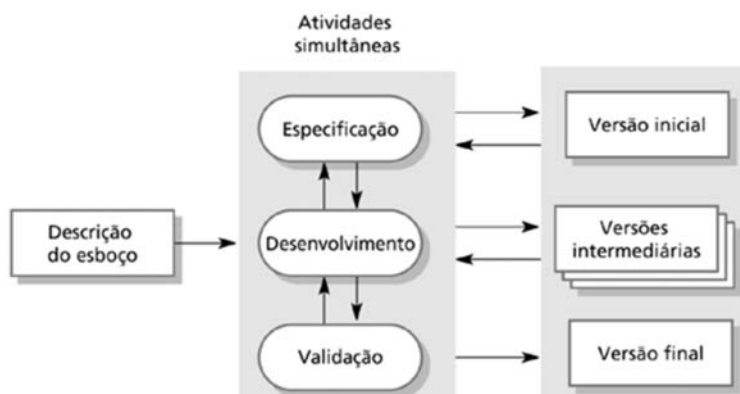 Atividades
simultâneas
Descrição
do esboço
Especificação
Desenvolvimento
Validação
Versão inicial
Versões
intermediárias
Versão final